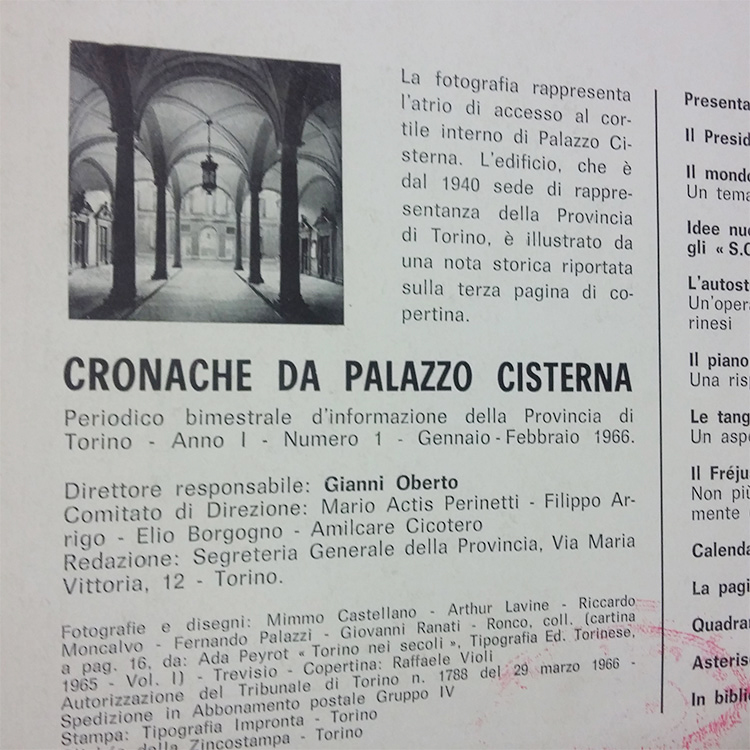 La fotografia rappresenta
l'atrio di accesso al cor-
tile interno di Palazzo Ci-
sterna. L'edificio, che è
dal 1940 sede di rappre-
sentanza della Provincia
di Torino, è illustrato da
una nota storica riportata
sulla terza pagina di co-
pertina.
CRONACHE DA PALAZZO CISTERNA
Periodico bimestrale d'informazione della Provincia di
Torino - Anno I - Numero 1 - Gennaio - Febbraio 1966.
Direttore responsabile: Gianni Oberto
Comitato di Direzione: Mario Actis Perinetti - Filippo Ar-
rigo - Elio Borgogno - Amilcare Cicotero
Redazione: Segreteria Generale della Provincia, Via Maria
Vittoria, 12 - Torino.
Fotografie e disegni: Mimmo Castellano - Arthur Lavine - Riccardo
Moncalvo - Fernando Palazzi - Giovanni Ranati - Ronco, coll. (cartina
a pag. 16, da: Ada Peyrot « Torino nei secoli », Tipografia Ed. Torinese,
1965 - Vol. I) - Trevisio - Copertina: Raffaele Violi
Autorizzazione del Tribunale di Torino n. 1788 del 29 marzo 1966 -
Spedizione in Abbonamento postale Gruppo IV
Stampa: Tipografia Impronta - Torino
della Zincostampa - Torino
Presenta
Il Presid
Il mondo
Un tema
Idee nuo
gli « S.O
L'autost
Un'opera
rinesi
Il piano
Una risp
Le tang
Un aspe
Il Fréju
Non più
mente
Calenda
La pagi
Quadra
Asteris
In bibli